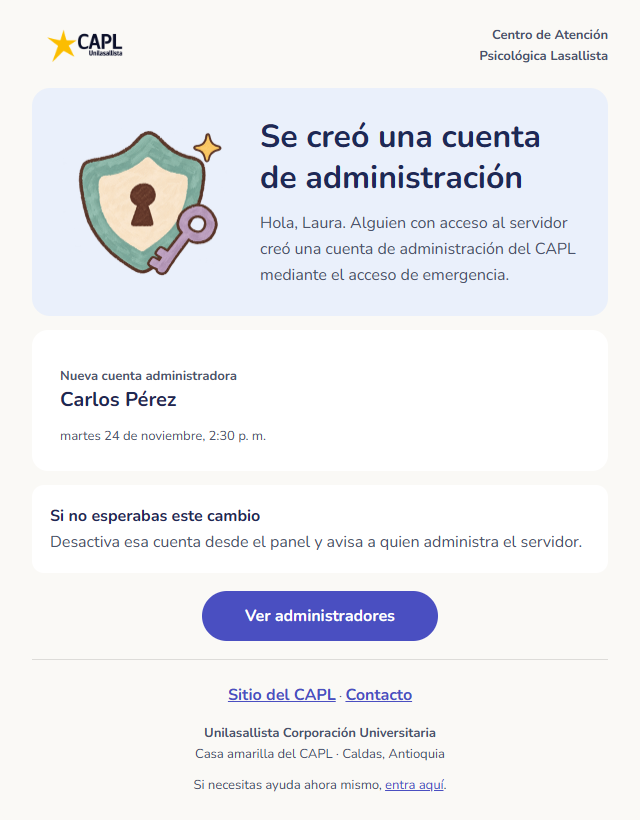 CAPL
Unilasallista
Centro de Atención
Psicológica Lasallista
Se creó una cuenta
de administración
Hola, Laura. Alguien con acceso al servidor
creó una cuenta de administración del CAPL
mediante el acceso de emergencia.
Nueva cuenta administradora
Carlos Pérez
martes 24 de noviembre, 2:30 p. m.
Si no esperabas este cambio
Desactiva esa cuenta desde el panel y avisa a quien administra el servidor.
Ver administradores
Sitio del CAPL · Contacto
Unilasallista Corporación Universitaria
Casa amarilla del CAPL · Caldas, Antioquia
Si necesitas ayuda ahora mismo, entra aquí.